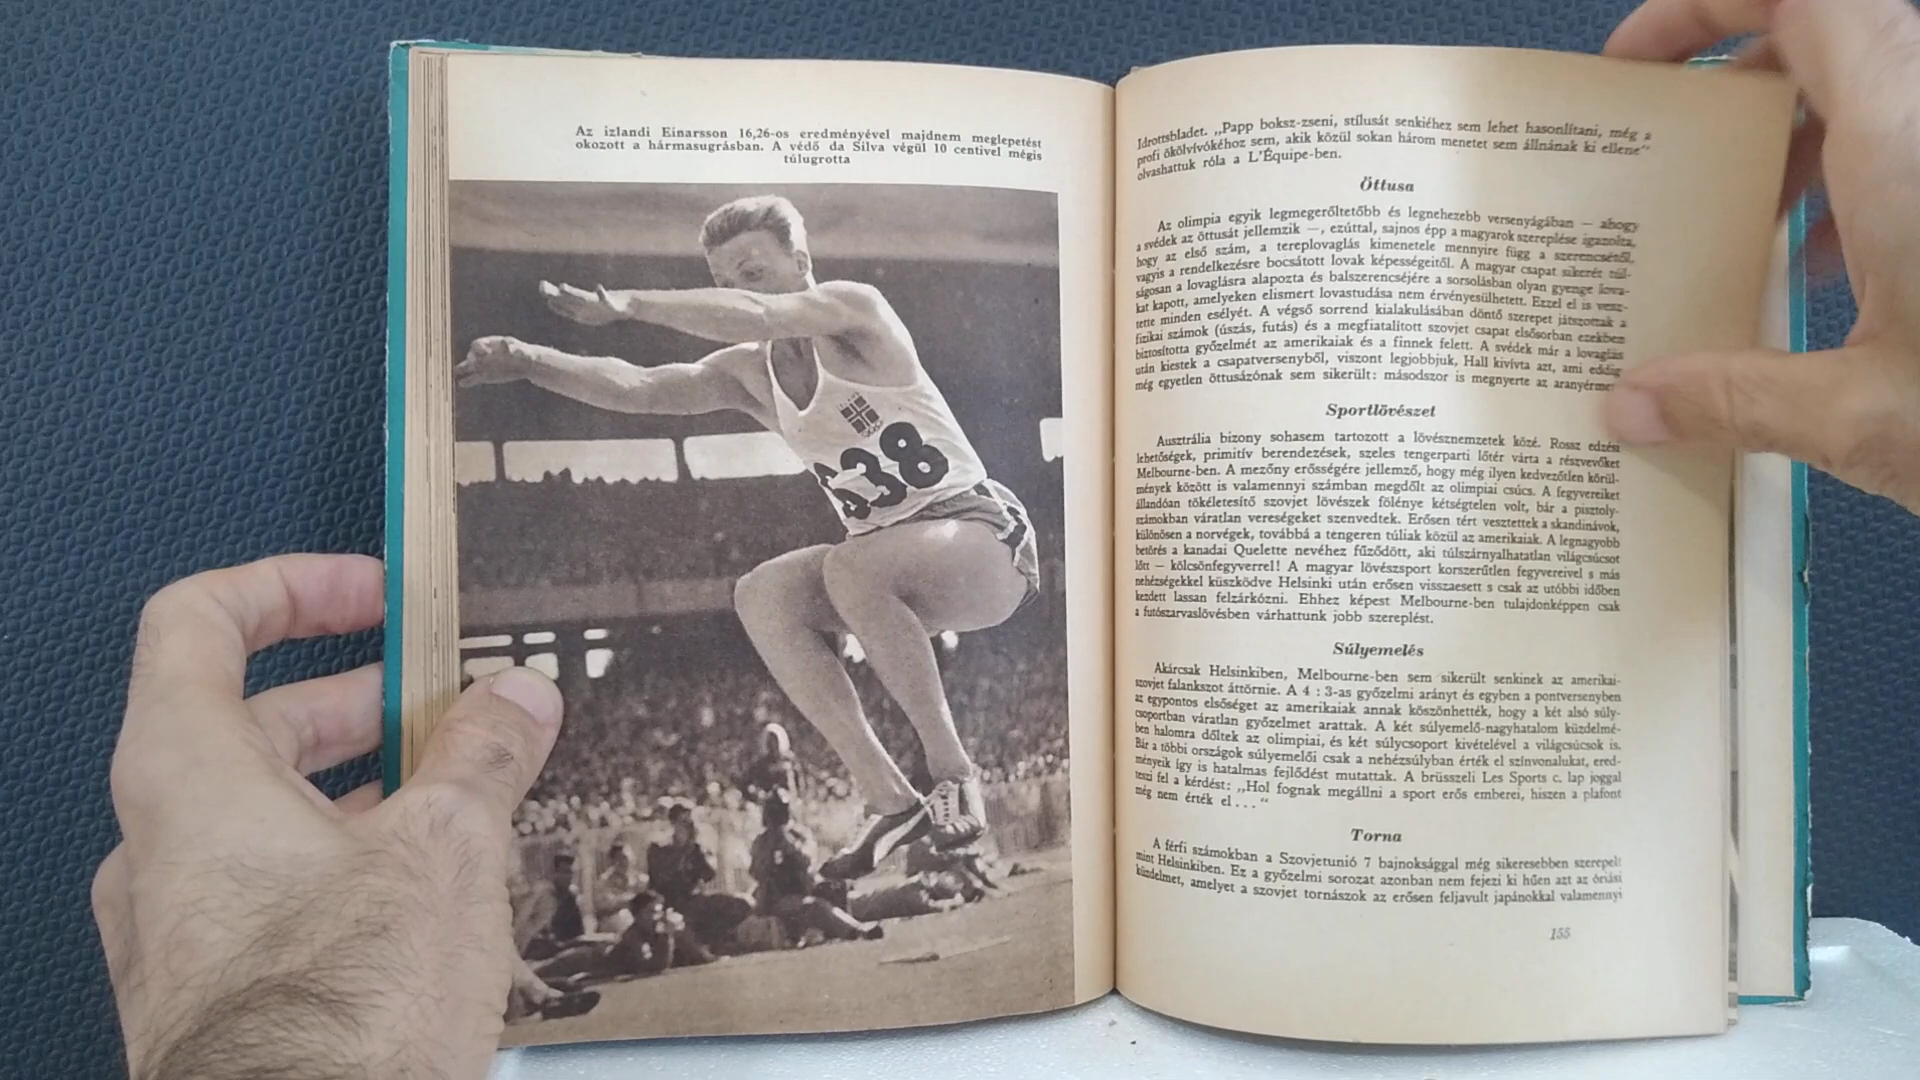 Az izlandi Einarsson 16,26-os eredményével majdnem meglepetést
okozott a hármasugrásban. A védő da Silva végül 10 centivel mégis
túlugrotta
438
Idrottsbladet. „Papp boksz-zseni, stílusát senkiéhez sem lehet hasonlítani, még a
profi ökölvívókéhoz sem, akik közül sokan három menetet sem állnának ki ellene“
olvashattuk róla a L'Équipe-ben.
Öttusa
Az olimpia egyik legmegerőltetőbb és legnehezebb versenyágában — ahogy
a svédek az öttusát jellemzik —, ezúttal, sajnos épp a magyarok szereplése igazolta,
hogy az első szám, a tereplovaglás kimenetele mennyire függ a szerencsétől,
vagyis a rendelkezésre bocsátott lovak képességeitől. A magyar csapat sikerét túl-
ságosan a lovaglásra alapozta és balszerencséjére a sorsolásban olyan gyenge lova-
kat kapott, amelyeken elismert lovastudása nem érvényesülhetett. Ezzel el is vesz-
tette minden esélyét. A végső sorrend kialakulásában döntő szerepet játszottak a
fizikai számok (úszás, futás) és a megfiatalított szovjet csapat elsősorban ezekben
biztosította győzelmét az amerikaiak és a finnek felett. A svédek már a lovaglás
után kiestek a csapatversenyből, viszont legjobbjuk, Hall kivívta azt, ami eddig
még egyetlen öttusázónak sem sikerült: másodszor is megnyerte az
Sportlövészet
Ausztrália bizony sohasem tartozott a lövésznemzetek közé. Rossz edzési
lehetőségek, primitív berendezések, szeles tengerparti lőtér várta a részvevőket
Melbourne-ben. A mezőny erősségére jellemző, hogy még ilyen kedvezőtlen körül-
mények között is valamennyi számban megdőlt az olimpiai csúcs. A fegyvereiket
állandóan tökéletesítő szovjet lövészek fölénye kétségtelen volt, bár a pisztoly-
számokban váratlan vereségeket szenvedtek. Erősen tért vesztettek a skandinávok,
különösen a norvégek, továbbá a tengeren túliak közül az amerikaiak. A legnagyobb
betörés a kanadai Quelette nevéhez fűződött, aki túlszárnyalhatatlan világcsúcsot
lőtt — kölcsönfegyverrel! A magyar lövészsport korszerűtlen fegyvereivel s más
nehézségekkel küszködve Helsinki után erősen visszaesett s csak az utóbbi időben
kezdett lassan felzárkózni. Ehhez képest Melbourne-ben tulajdonképpen csak
a futószarvaslövésben várhattunk jobb szereplést.
Súlyemelés
Akárcsak Helsinkiben, Melbourne-ben sem sikerült senkinek az amerikai-
szovjet falankszot áttörnie. A 4 : 3-as győzelmi arányt és egyben a pontversenyben
az egypontos elsőséget az amerikaiak annak köszönhették, hogy a két alsó súly-
csoportban váratlan győzelmet arattak. A két súlyemelő-nagyhatalom küzdelmé-
ben halomra dőltek az olimpiai, és két súlycsoport kivételével a világcsúcsok is.
Bár a többi országok súlyemelői csak a nehézsúlyban érték el színvonalukat, ered-
ményeik így is hatalmas fejlődést mutattak. A brüsszeli Les Sports c. lap joggal
teszi fel a kérdést: „Hol fognak megállni a sport erős emberei, hiszen a plafont
még nem érték el . . . “
Torna
A férfi számokban a Szovjetunió 7 bajnoksággal még sikeresebben szerepelt
mint Helsinkiben. Ez a győzelmi sorozat azonban nem fejezi ki hűen azt az óriási
küzdelmet, amelyet a szovjet tornászok az erősen feljavult japánokkal valamennyi
155